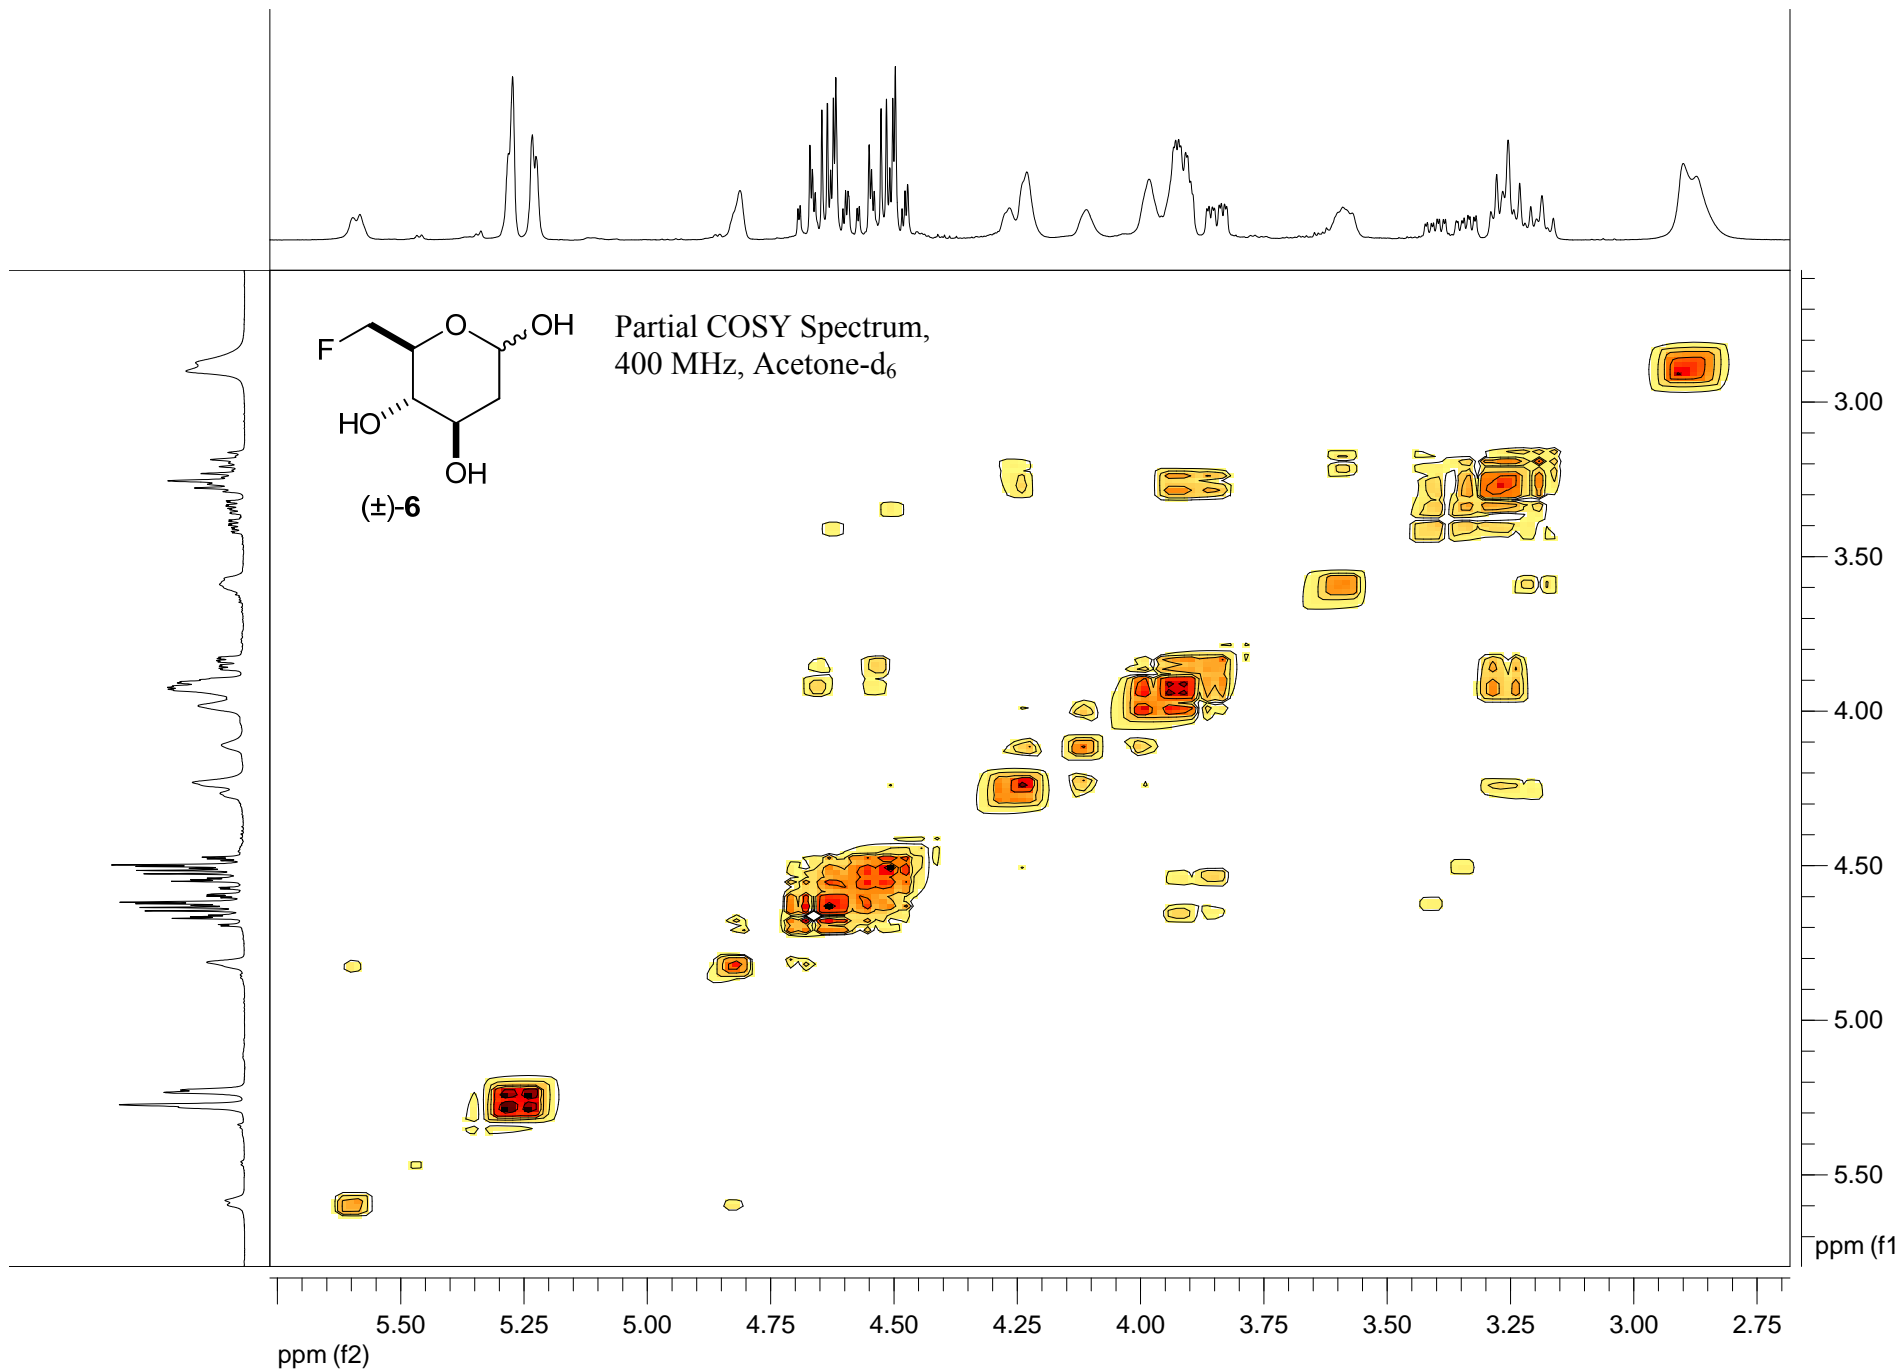 F
O
OH
HO
OH
(±)-6
Partial COSY Spectrum,
400 MHz, Acetone-d6
3.00
3.50
4.00
4.50
5.00
5.50
ppm (f1
5.50 5.25 5.00 4.75 4.50 4.25 4.00 3.75 3.50 3.25 3.00 2.75
ppm (f2)